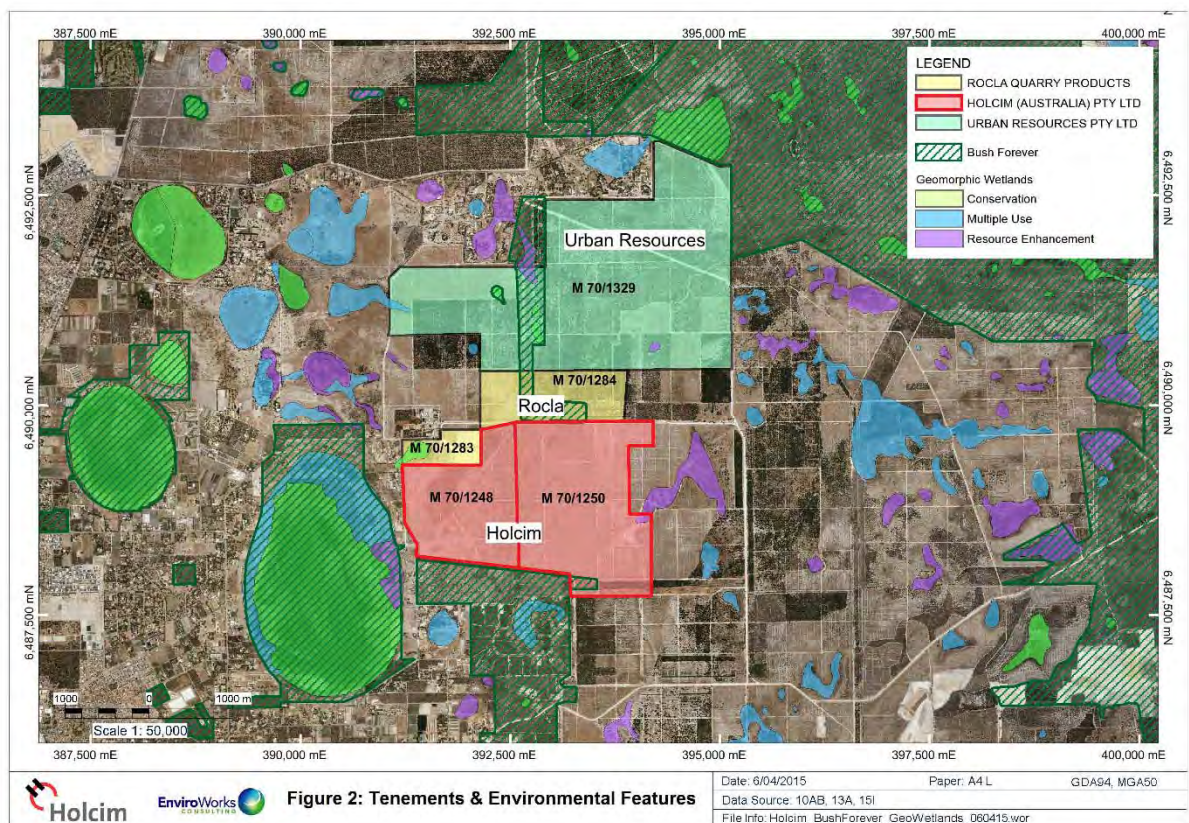 387,500 mE 390,000 mE 392,500 mE 395,000 mE 397,500 mE 400,000 mE
LEGEND
ROCLA QUARRY PRODUCTS
HOLCIM (AUSTRALIA) PTY LTD
URBAN RESOURCES PTY LTD
Bush Forever
Geomorphic Wetlands
Conservation
Multiple Use
Resource Enhancement
6,492,500 mN
6,492,500 mN
Urban Resources
M 70/1329
M 70/1284
6,490,000 mN
6,490,000 mN
Rocla
M 70/1283
M 70/1248
M 70/1250
Holcim
6,487,500 mN
6,487,500 mN
1000 0 1000 m
Scale 1: 50,000
387,500 mE 390,000 mE 392,500 mE 395,000 mE 397,500 mE 400,000 mE
Holcim
EnviroWorks
CONSULTING
Figure 2: Tenements & Environmental Features
Date: 6/04/2015 Paper: A4 L GDA94, MGA50
Data Source: 10AB, 13A, 15I
File Info: Holcim_BushForever_GeoWetlands_060415.wor